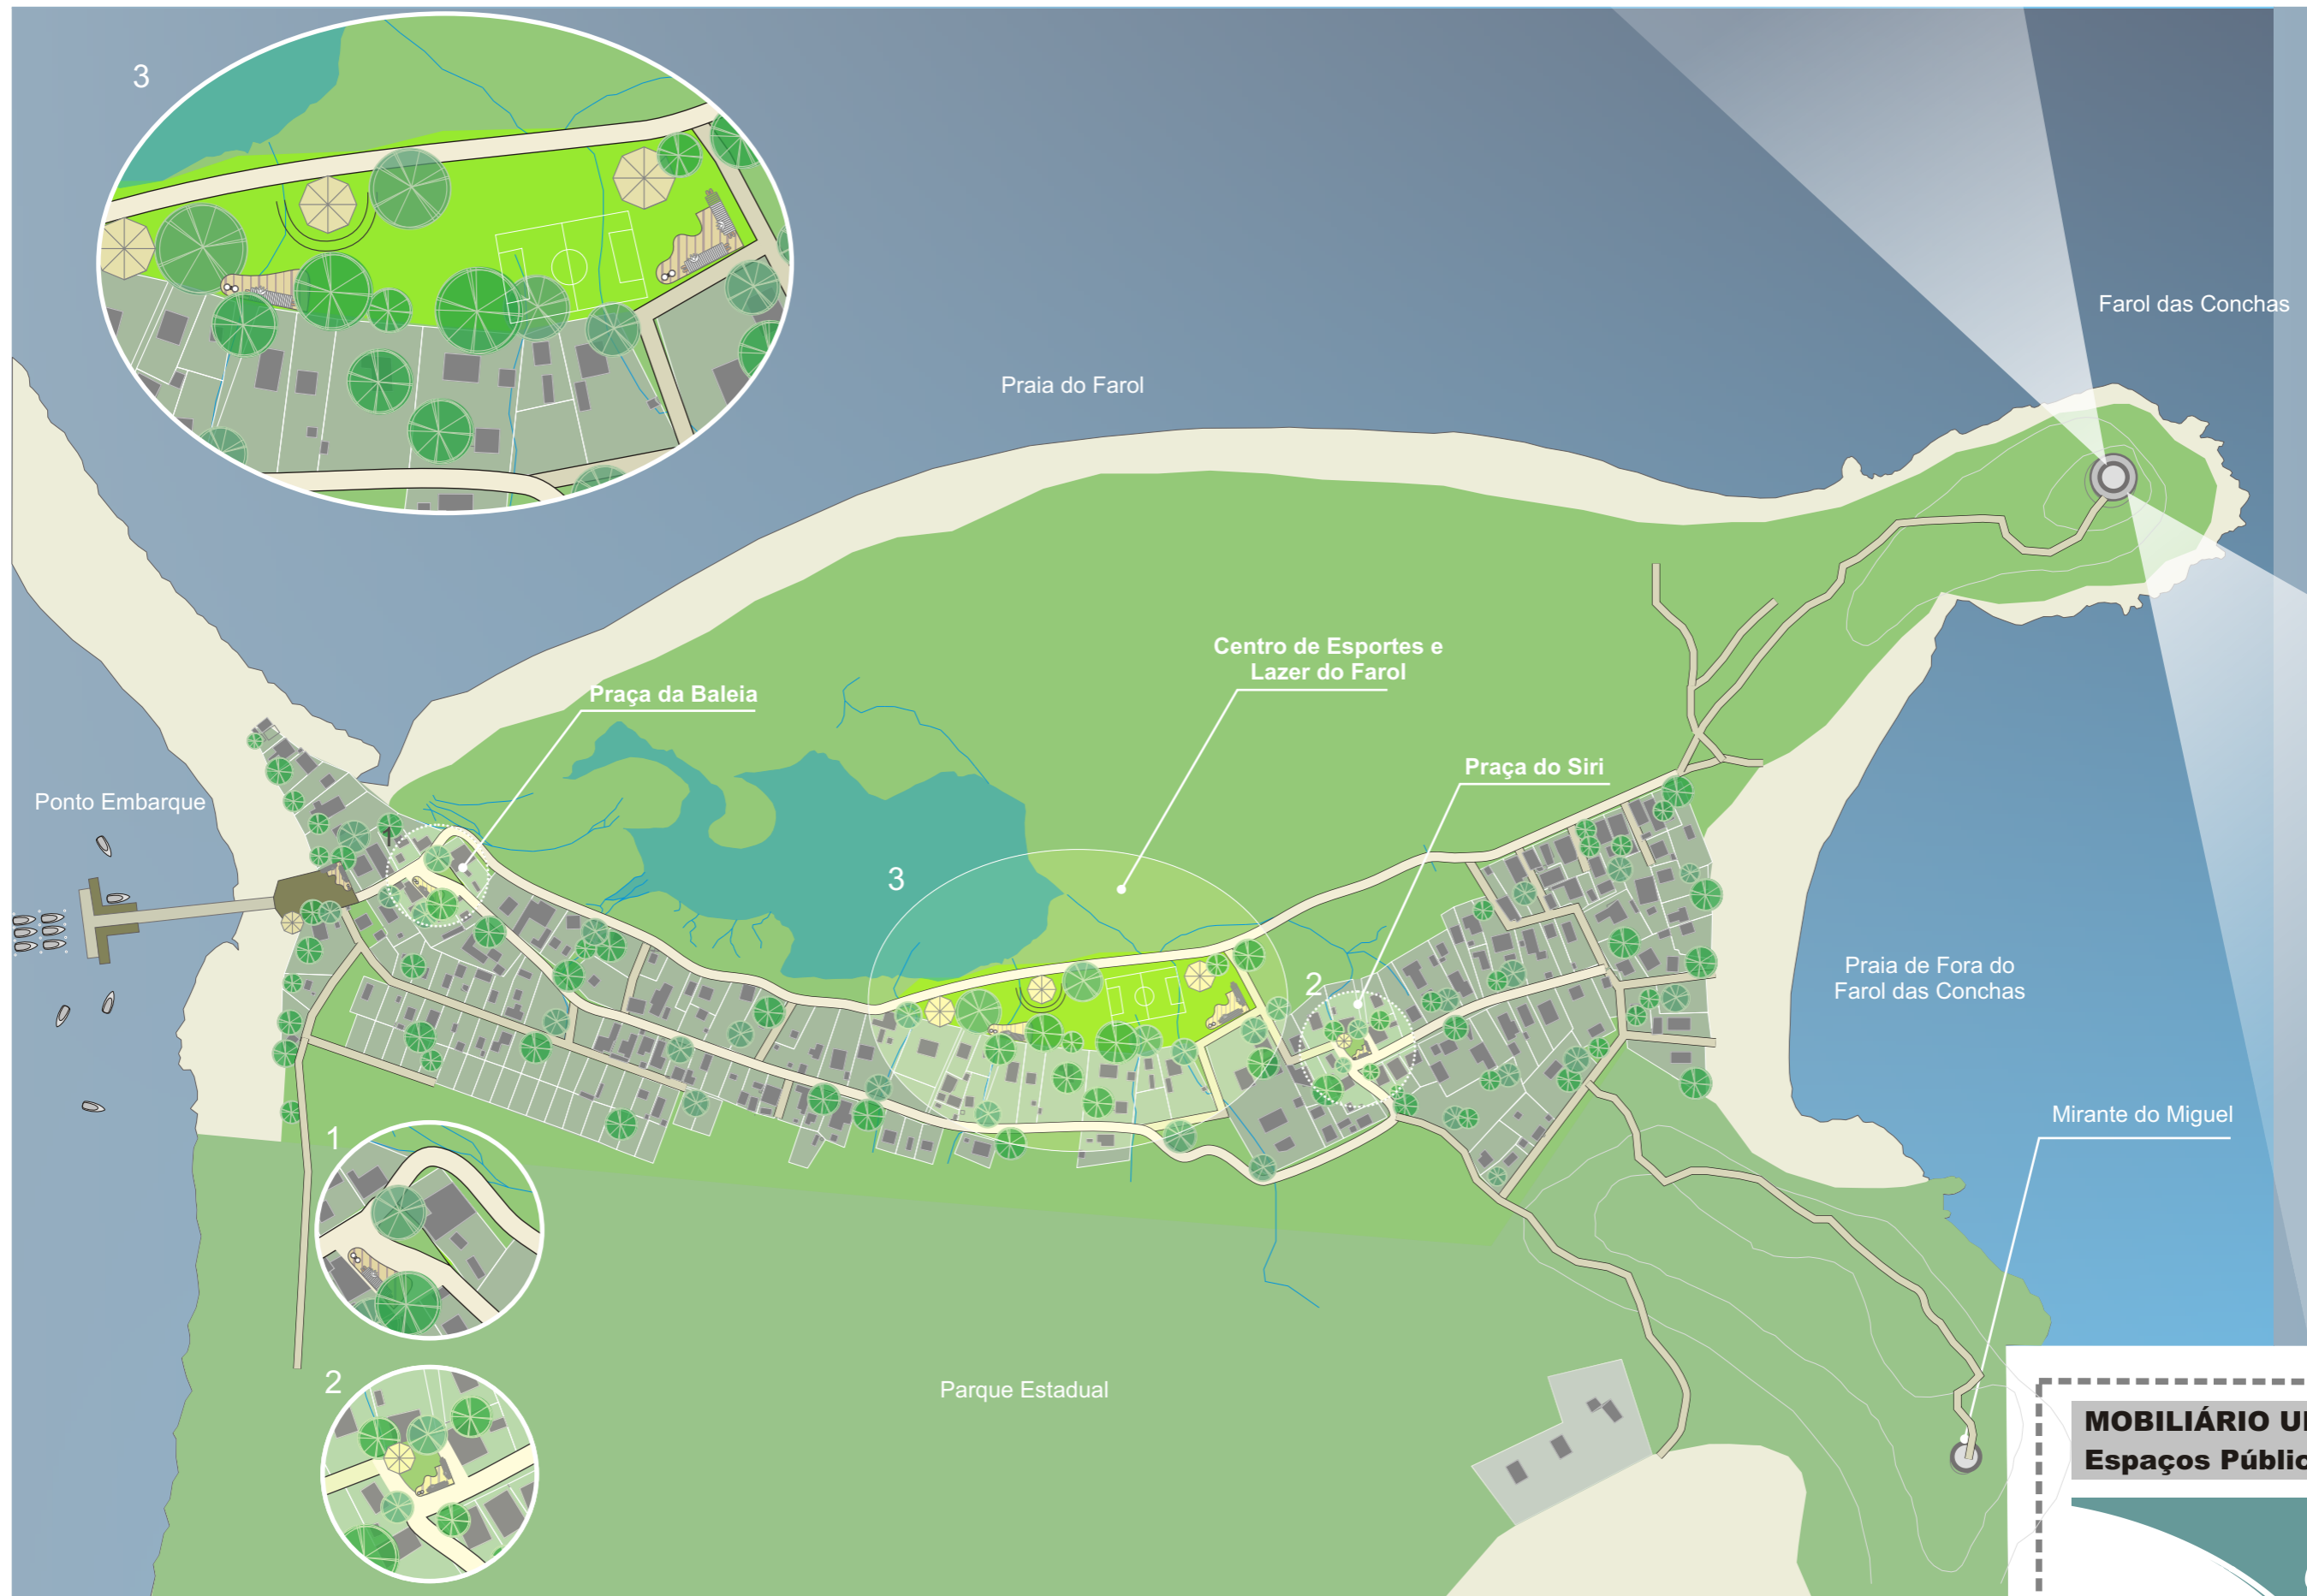 3
Farol das Conchas
Praia do Farol
Centro de Esportes e
Lazer do Farol
Praça da Baleia
Praça do Siri
Ponto Embarque
1
3
2
Praia de Fora do
Farol das Conchas
Mirante do Miguel
1
2
Parque Estadual
MOBILIÁRIO
Espaços